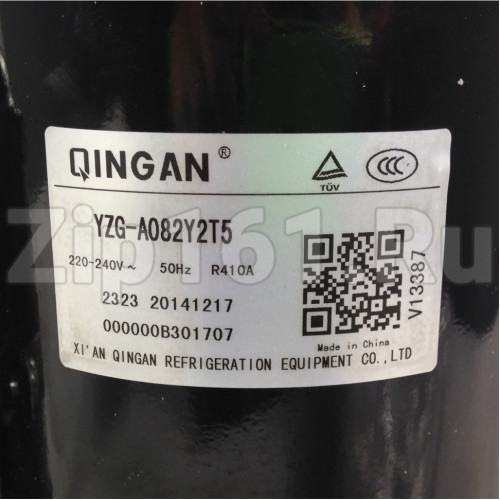 QINGAN®
TÜV
CCC
YZG-A082Y2T5
220-240V~ 50Hz R410A
2323 20141217
000000B301707
V13387
Made in China
XI'AN QINGAN REFRIGERATION EQUIPMENT CO.,LTD
Zip161.Ru